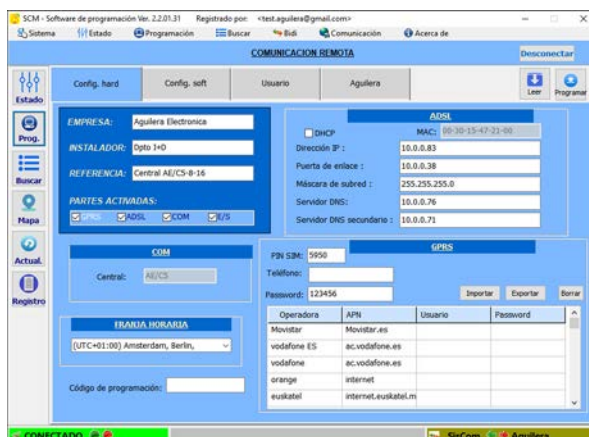 SCM - Software de programación Ver. 2.2.01.31 Registrado por: <test.aguilera@gmail.com>
Sistema Estado Programación Buscar Bidi Comunicación Acerca de
COMUNICACION REMOTA
Desconectar
Config. hard Config. soft Usuario Aguilera
Leer Programar
Estado
Prog.
Buscar
Mapa
Actual.
Registro
EMPRESA: Aguilera Electronica
INSTALADOR: Dpto I+D
REFERENCIA: Central AE/C5-8-16
PARTES ACTIVADAS:
GPRS ADSL COM E/S
ADSL
DHCP MAC: 00-30-15-47-21-00
Dirección IP : 10.0.0.83
Puerta de enlace : 10.0.0.38
Máscara de subred : 255.255.255.0
Servidor DNS: 10.0.0.76
Servidor DNS secundario : 10.0.0.71
COM
Central: AE/C5
FRANJA HORARIA
(UTC+01:00) Amsterdam, Berlin,
Código de programación:
GPRS
PIN SIM: 5950
Teléfono:
Password: 123456
Importar Exportar Borrar
Operadora APN Usuario Password
Movistar Movistar.es
vodafone ES ac.vodafone.es
vodafone ac.vodafone.es
orange internet
euskatel internet.euskatel.m
CONECTADO SisCom Aguilera